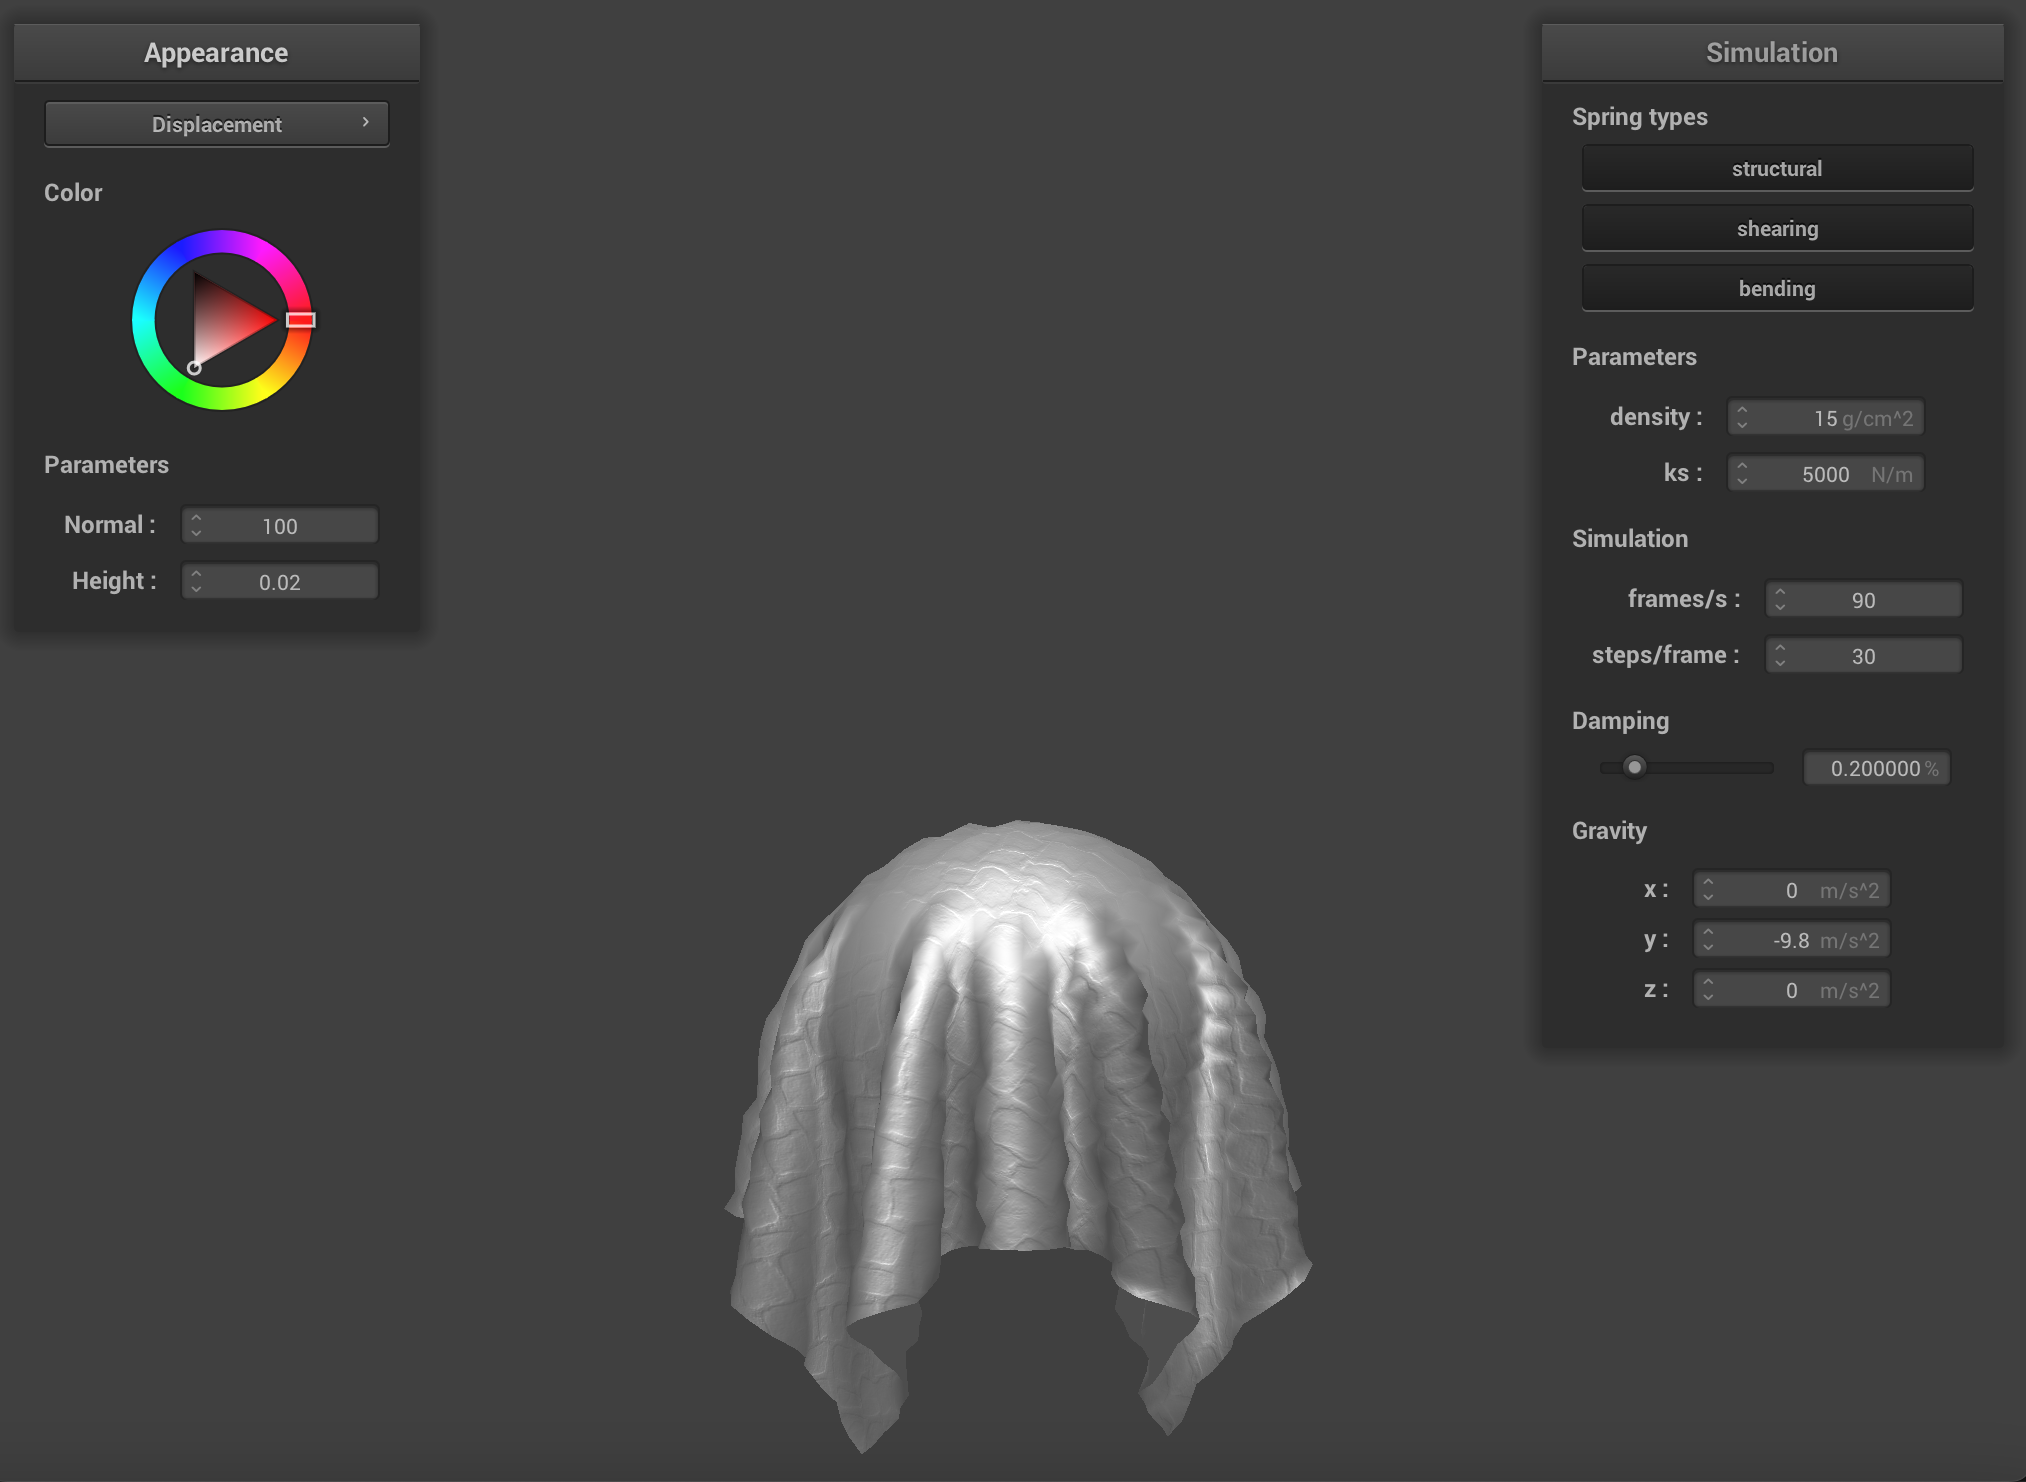 Appearance
Displacement
Color
Parameters
Normal : 100
Height : 0.02
Simulation
Spring types
structural
shearing
bending
Parameters
density : 15 g/cm^2
ks : 5000 N/m
Simulation
frames/s : 90
steps/frame : 30
Damping
0.200000 %
Gravity
x : 0 m/s^2
y : -9.8 m/s^2
z : 0 m/s^2